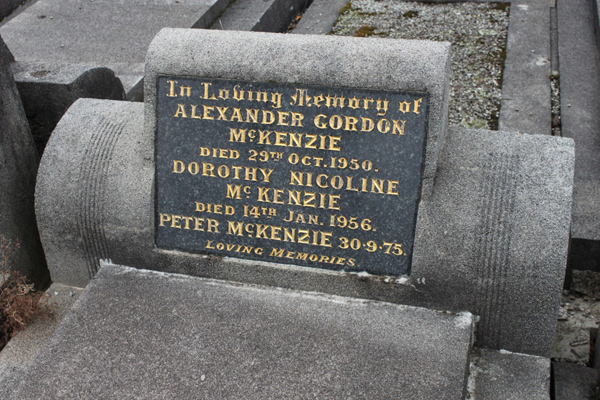 In Loving Memory of
ALEXANDER GORDON
McKENZIE
DIED 29TH OCT. 1950.
DOROTHY NICOLINE
McKENZIE
DIED 14TH JAN. 1956.
PETER McKENZIE 30·9·75.
LOVING MEMORIES